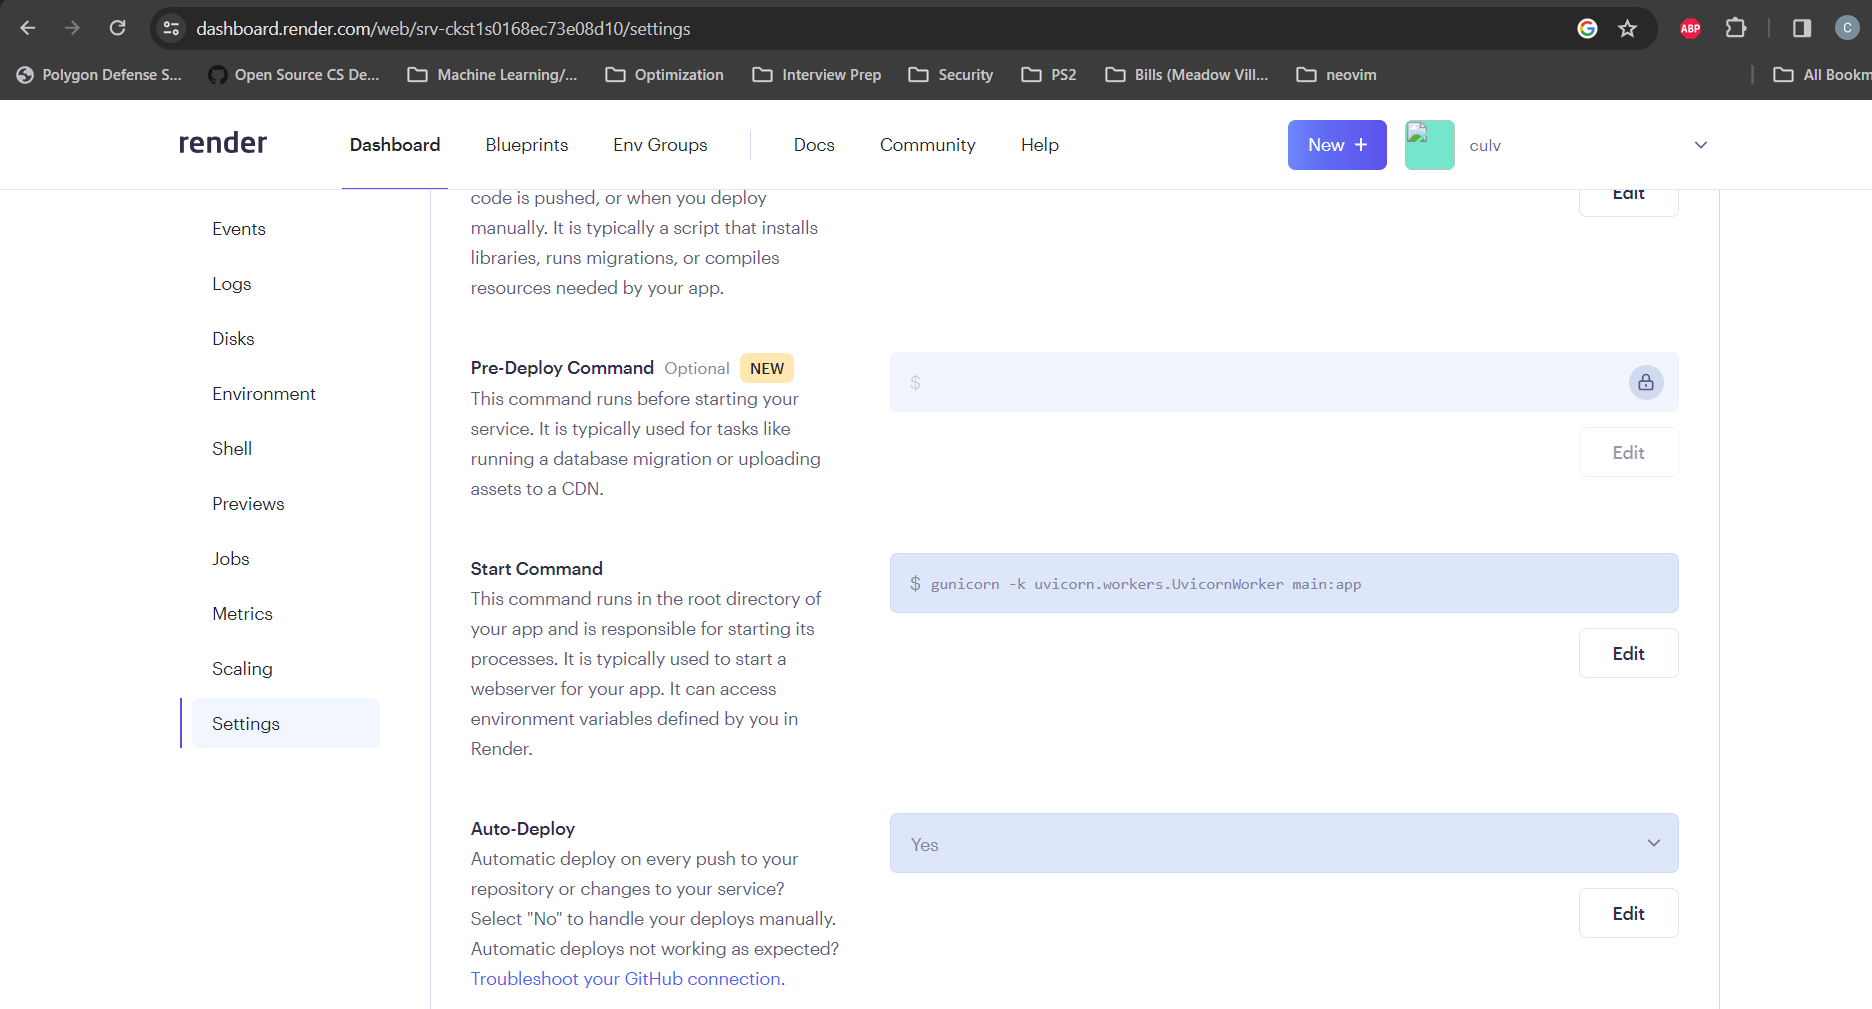 dashboard.render.com/web/srv-ckst1s0168ec73e08d10/settings
ABP
C
Polygon Defense S...
Open Source CS De...
Machine Learning/...
Optimization
Interview Prep
Security
PS2
Bills (Meadow Vill...
neovim
All Bookm
render
Dashboard
Blueprints
Env Groups
Docs
Community
Help
New +
culv
Events
Logs
Disks
Environment
Shell
Previews
Jobs
Metrics
Scaling
Settings
code is pushed, or when you deploy
manually. It is typically a script that installs
libraries, runs migrations, or compiles
resources needed by your app.
Edit
Pre-Deploy Command Optional NEW
This command runs before starting your
service. It is typically used for tasks like
running a database migration or uploading
assets to a CDN.
$
Edit
Start Command
This command runs in the root directory of
your app and is responsible for starting its
processes. It is typically used to start a
webserver for your app. It can access
environment variables defined by you in
Render.
$ gunicorn -k uvicorn.workers.UvicornWorker main:app
Edit
Auto-Deploy
Automatic deploy on every push to your
repository or changes to your service?
Select "No" to handle your deploys manually.
Automatic deploys not working as expected?
Troubleshoot your GitHub connection.
Yes
Edit